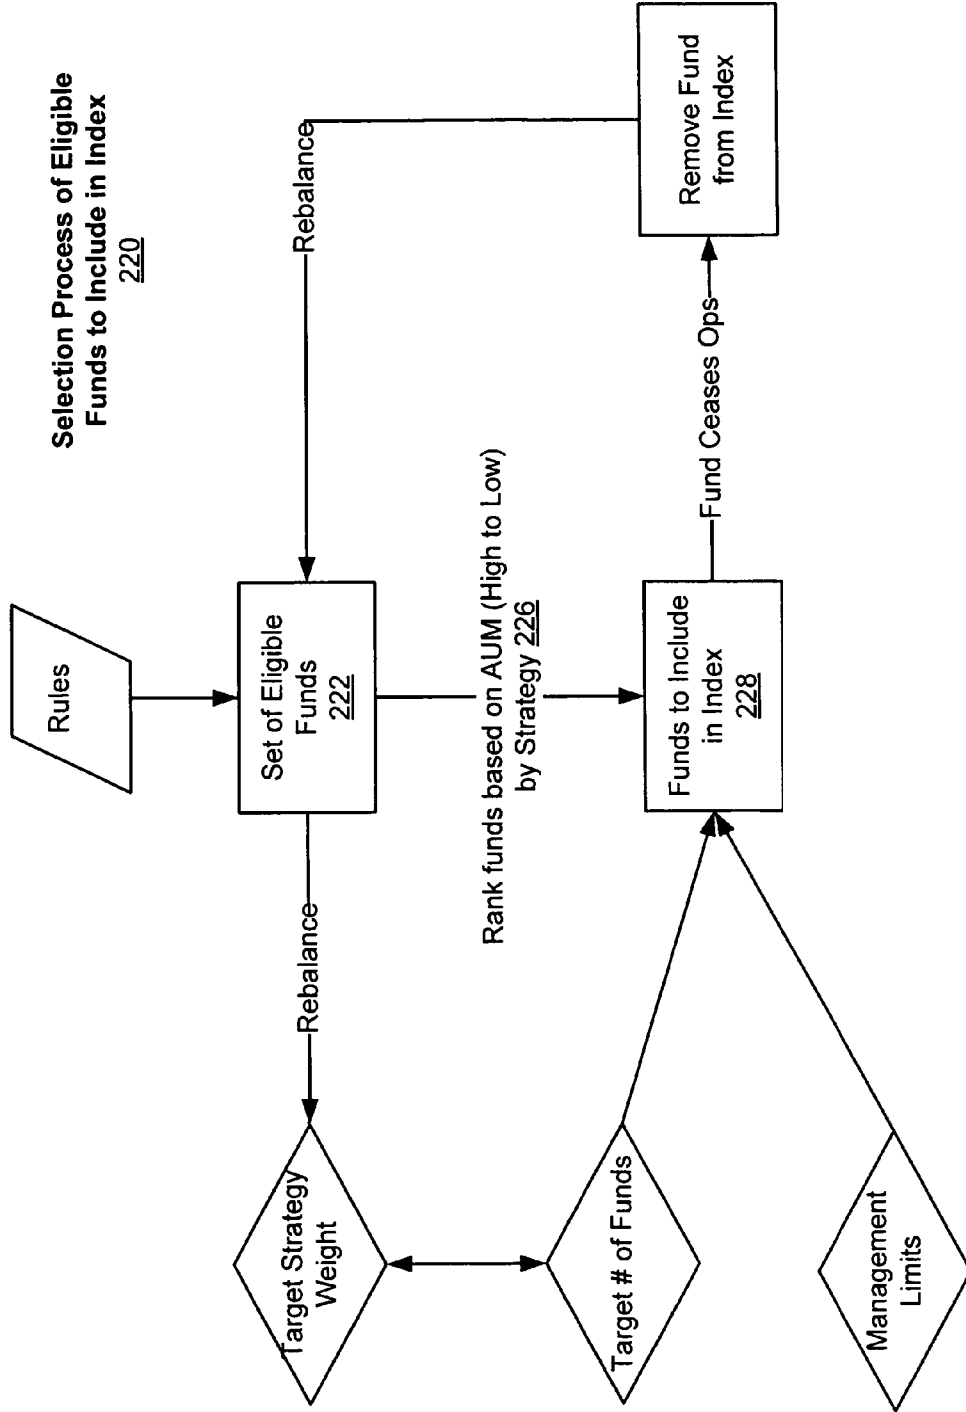 Selection Process of Eligible
Funds to Include in Index
220
Rules
Rebalance
Set of Eligible
Funds
222
Rebalance
Target Strategy
Weight
Rank funds based on AUM (High to Low)
by Strategy 226
Target # of Funds
Funds to Include
in Index
228
Fund Ceases Ops
Remove Fund
from Index
Management
Limits